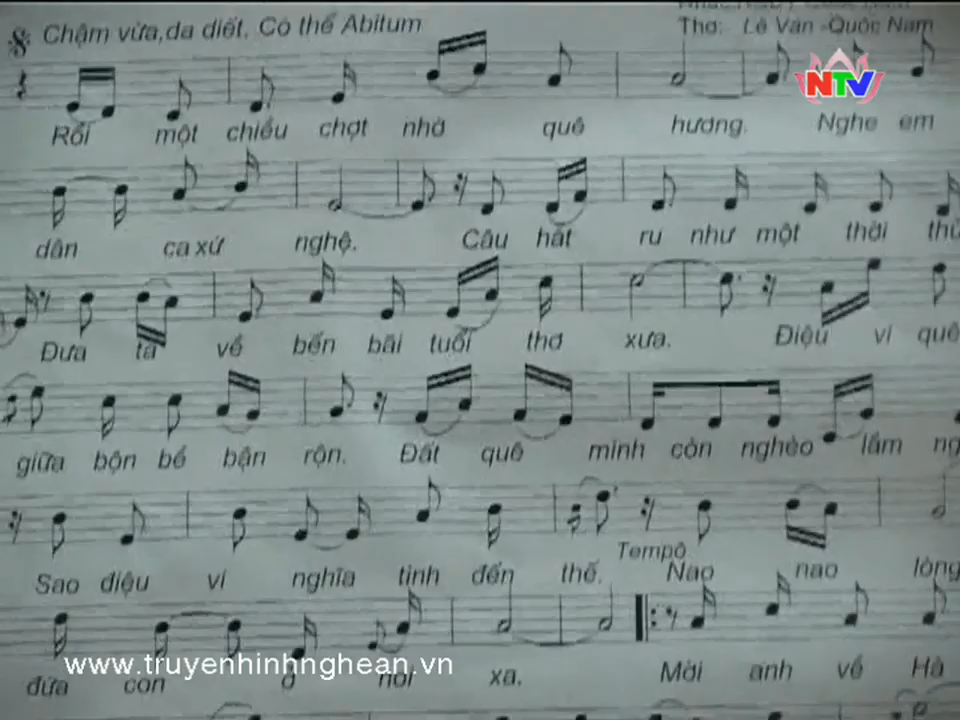 Chậm vừa, da diết. Có thể Abitum
Thơ: Lê Văn - Quốc Nam
NTV
Rồi một chiều chợt nhớ quê hương. Nghe em
dân ca xứ nghệ. Câu hát ru như một thời
Đưa ta về bến bãi tuổi thơ xưa. Điệu ví quê
giữa bộn bề bận rộn. Đất quê mình còn nghèo lắm
Sao điệu ví nghĩa tình đến thế. Nao nao lòng
Tempo
đứa con ở nơi xa. Mời anh về Hà
www.truyenhinhnghean.vn